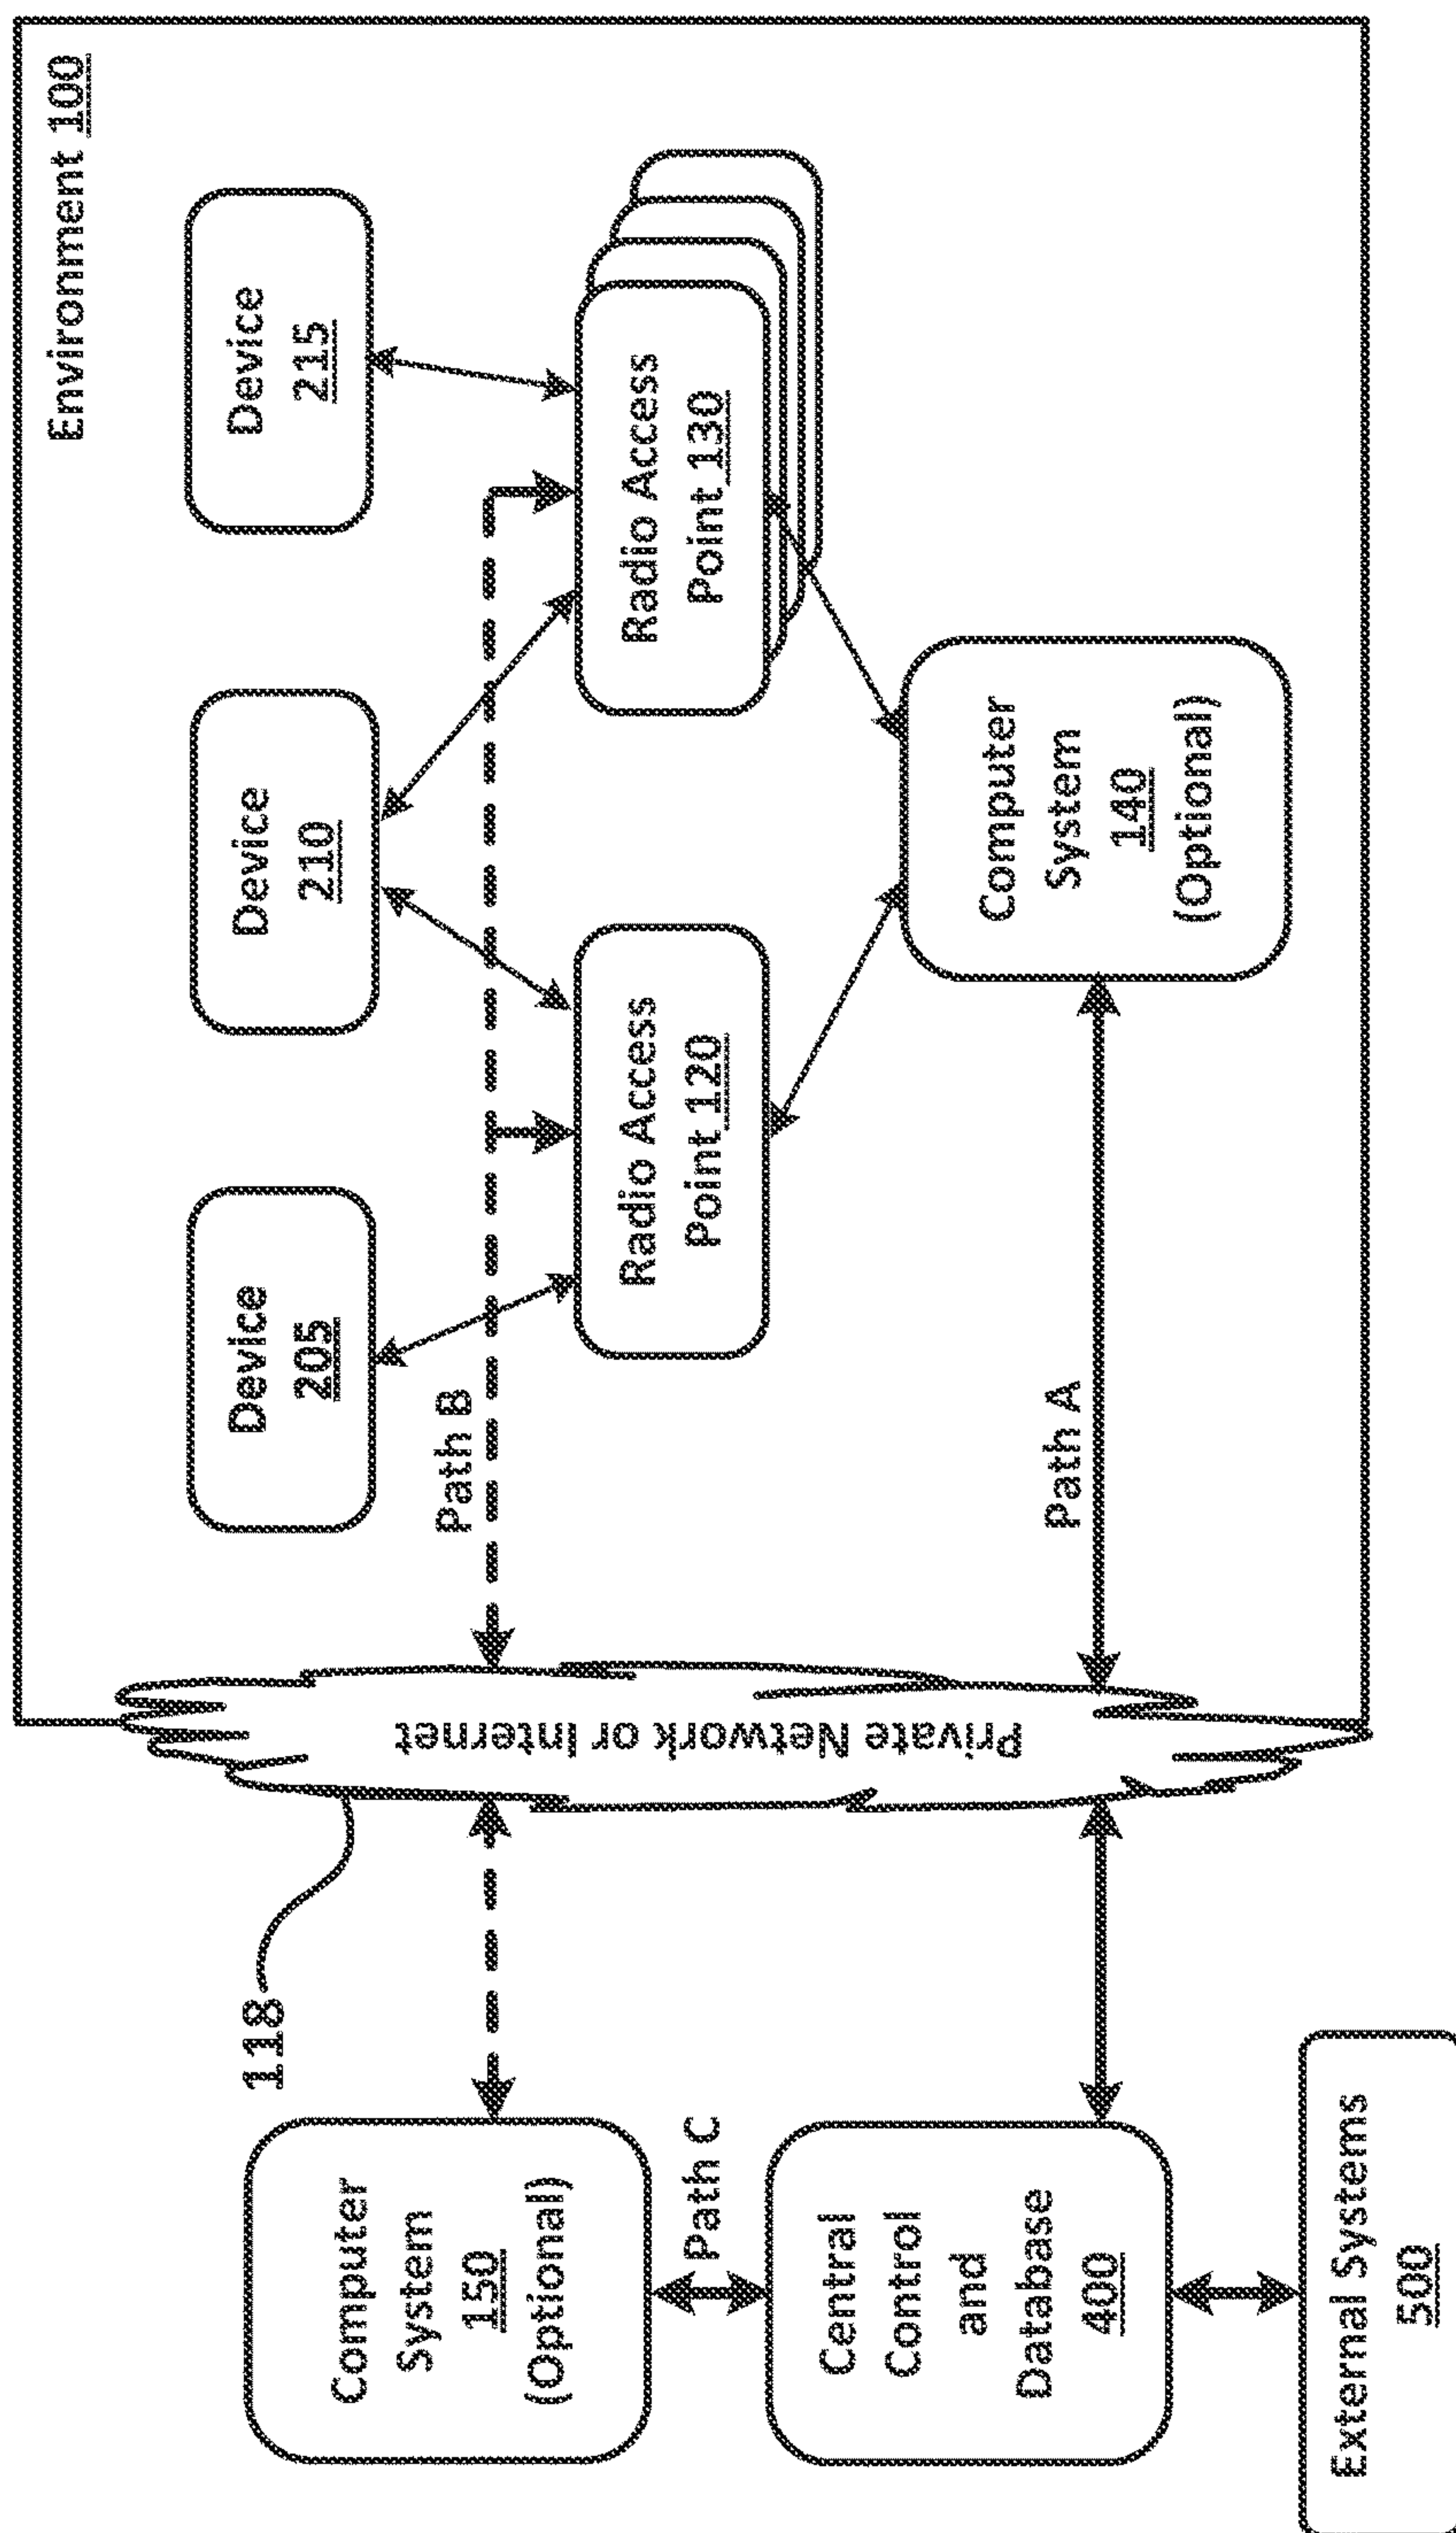 Environment 100
Device
205
Device
210
Device
215
Path B
Radio Access
Point 120
Radio Access
Point 130
Path A
Computer
System
140
(Optional)
Private Network or Internet
118
Computer
System
150
(Optional)
Path C
Central
Control
and
Database
400
External Systems
500